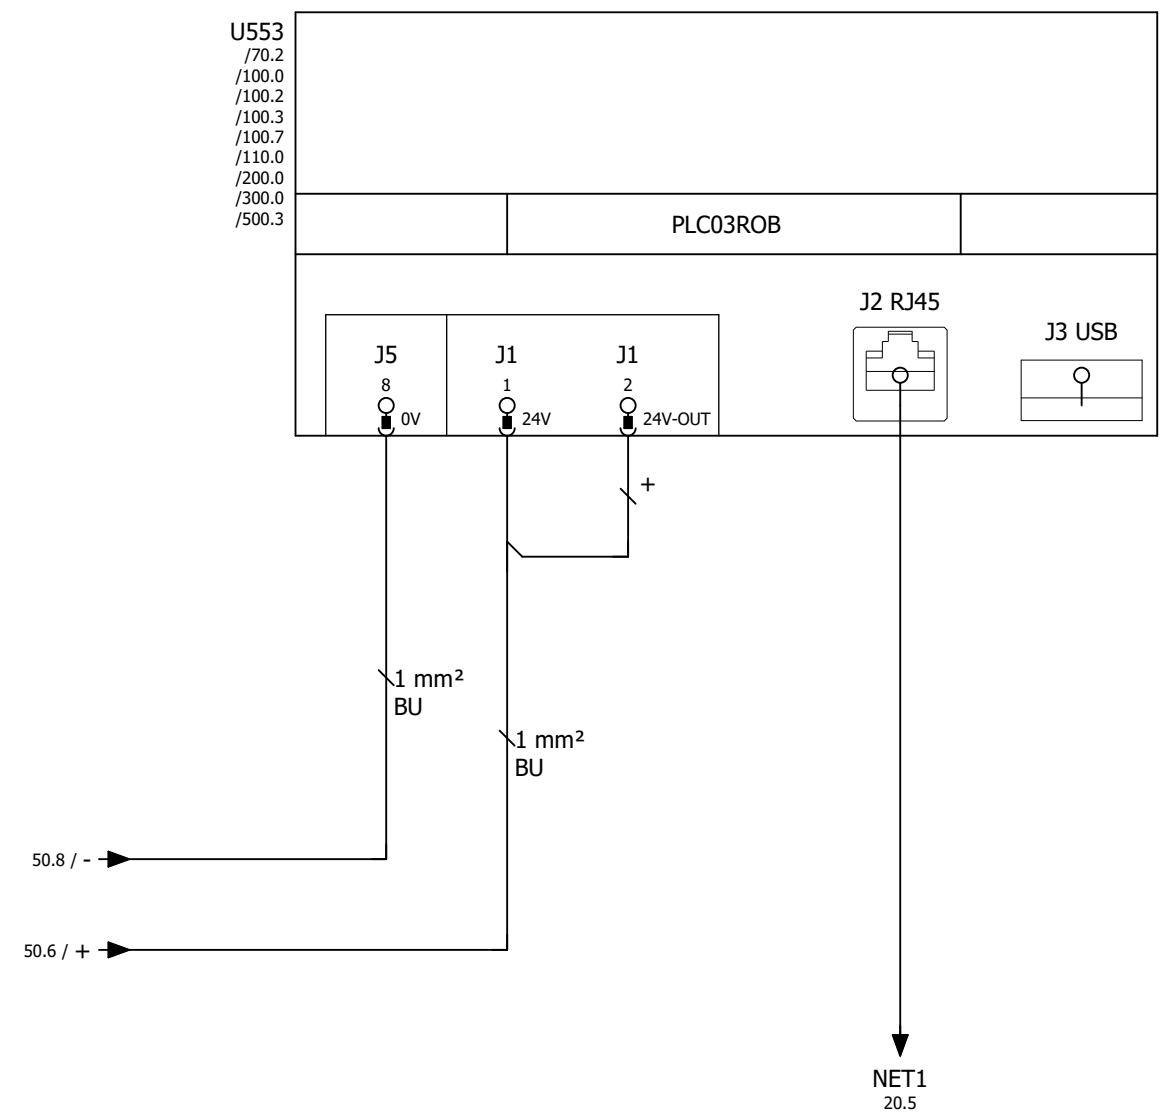 U553
/70.2
/100.0
/100.2
/100.3
/100.7
/110.0
/200.0
/300.0
/500.3
PLC03ROB
J2 RJ45
J3 USB
J5 J1 J1
8 1 2
0V 24V 24V-OUT
+
1 mm²
BU
1 mm²
BU
50.8 / -
50.6 / +
NET1
20.5